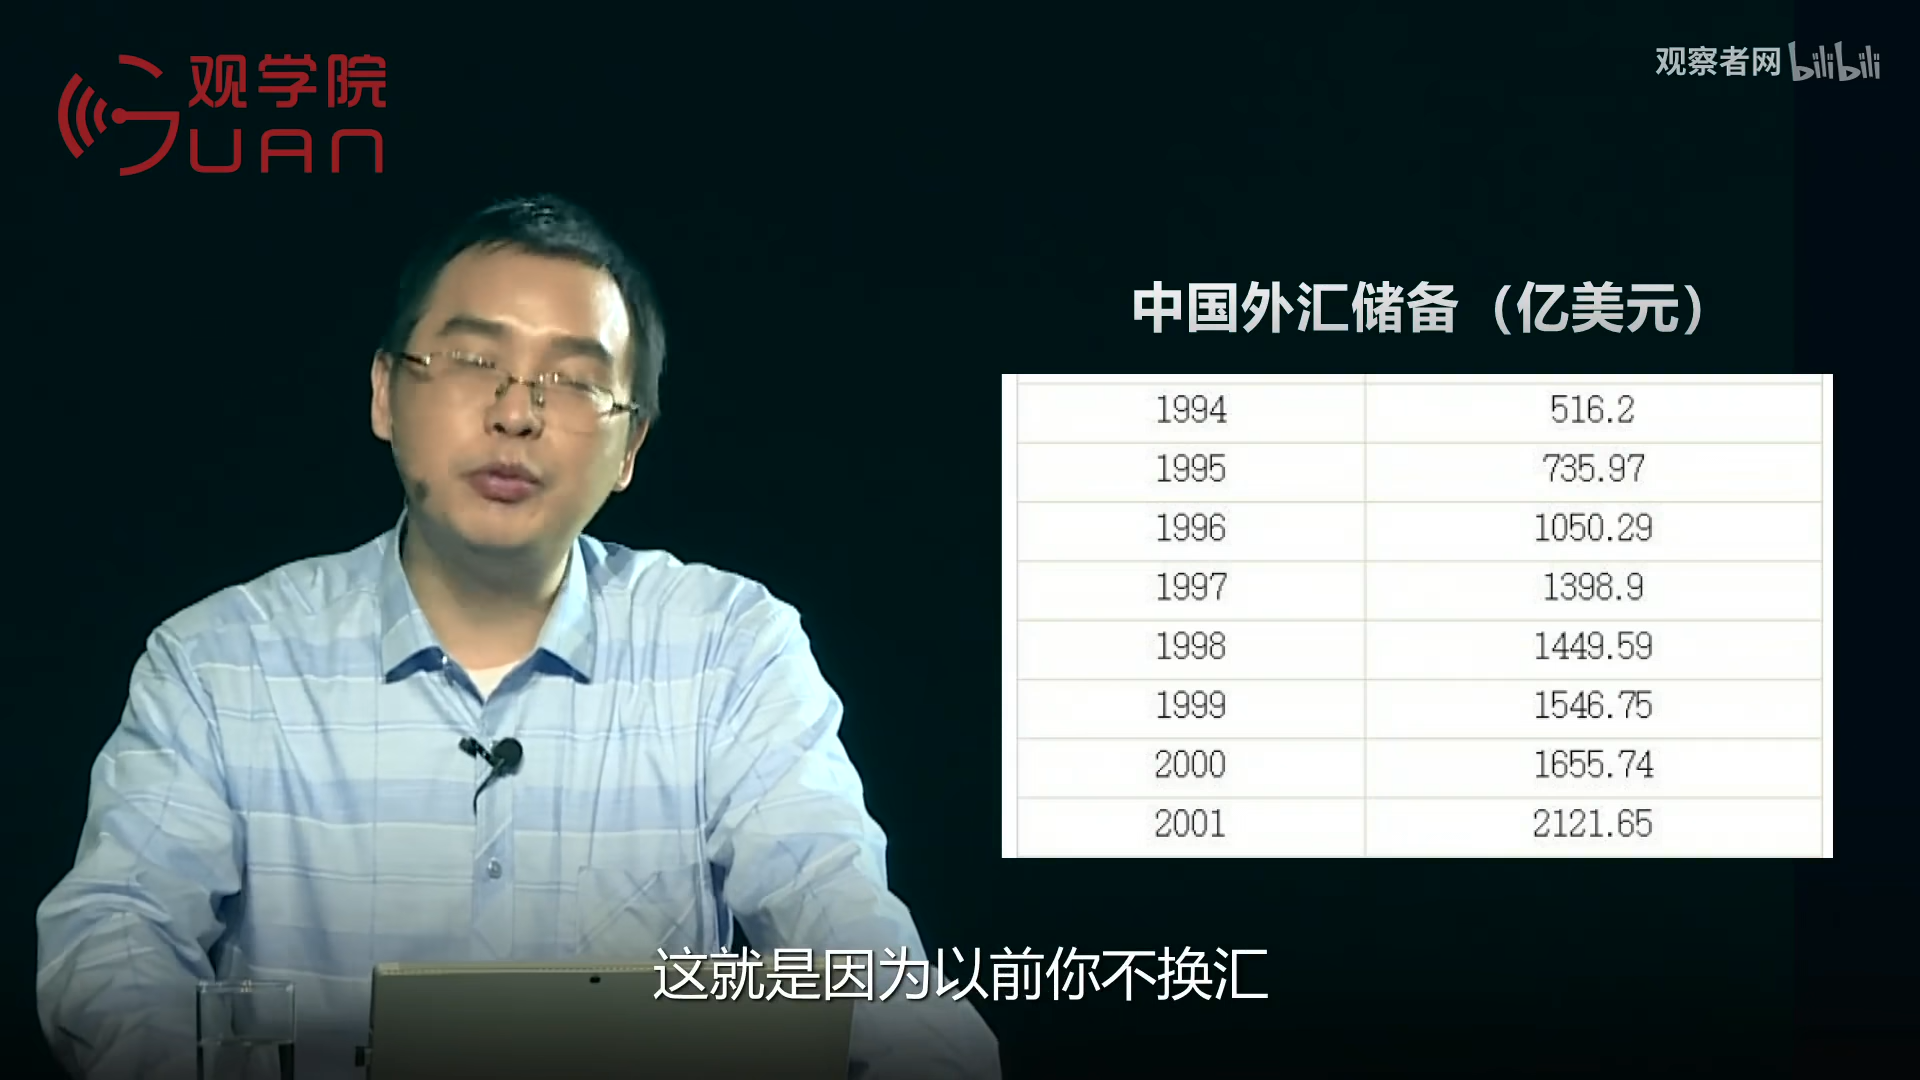 观学院
GUAN
观察者网 bilibili
中国外汇储备（亿美元）
1994 516.2
1995 735.97
1996 1050.29
1997 1398.9
1998 1449.59
1999 1546.75
2000 1655.74
2001 2121.65
这就是因为以前你不换汇